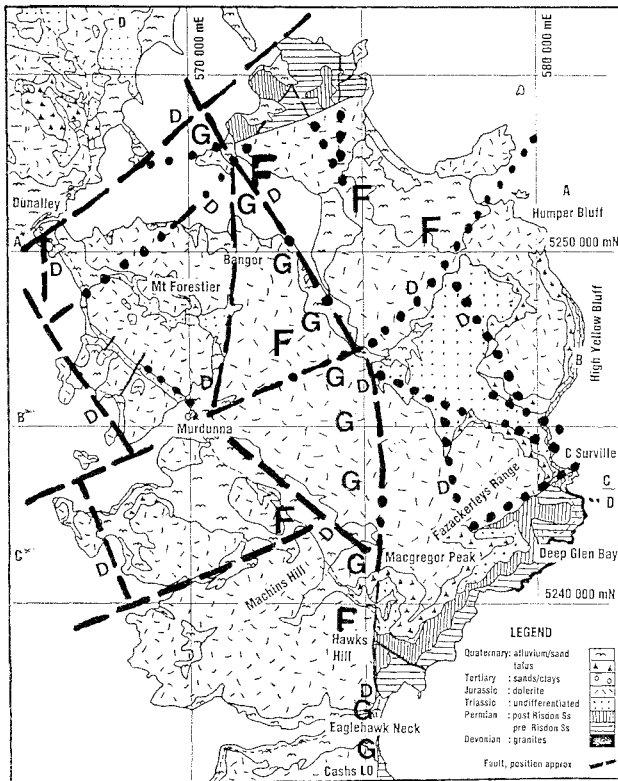 570 000 mE
580 000 mE
D
D
G
Dunalley
F
G
D
D
F
A
Humper Bluff
A
F
5250 000 mN
D
Bangor
G
Mt Forestier
D
D
High Yellow Bluff
G
F
B
G
D
D
B
D
Murdunna
G
C Surville
G
D
C
D
Fazackerleys Range
F
D
G
Macgregor Peak
Deep Glen Bay
C
D
Machins Hill
5240 000 mN
F
Hawks
Hill
D
G
Eaglehawk Neck
G
Cashs LO
LEGEND
Quaternary: alluvium/sand
talus
Tertiary : sands/clays
Jurassic : dolerite
Triassic : undifferentiated
Permian : post Risdon Ss
pre Risdon Ss
Devonian : granites
Fault, position approx